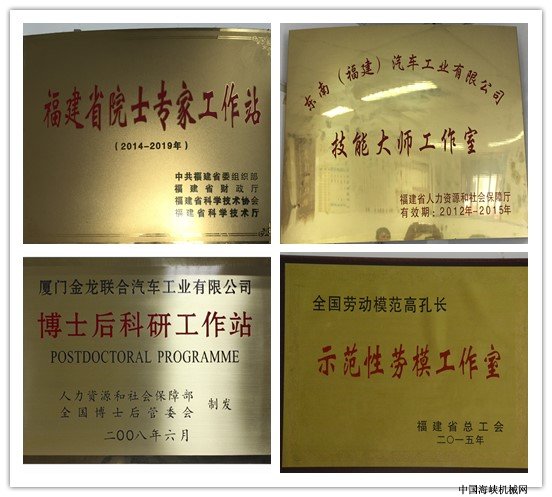 福建省院士专家工作站
(2014-2019年)
中共福建省委组织部
福建省财政厅
福建省科学技术协会
福建省科学技术厅
东南(福建)汽车工业有限公司
技能大师工作室
福建省人力资源和社会保障厅
有效期:2012年-2015年
厦门金龙联合汽车工业有限公司
博士后科研工作站
POSTDOCTORAL PROGRAMME
人力资源和社会保障部
全国博士后管委会
制发
二〇〇八年六月
全国劳动模范高孔长
示范性劳模工作室
福建省总工会
二〇一五年
中国海峡机械网